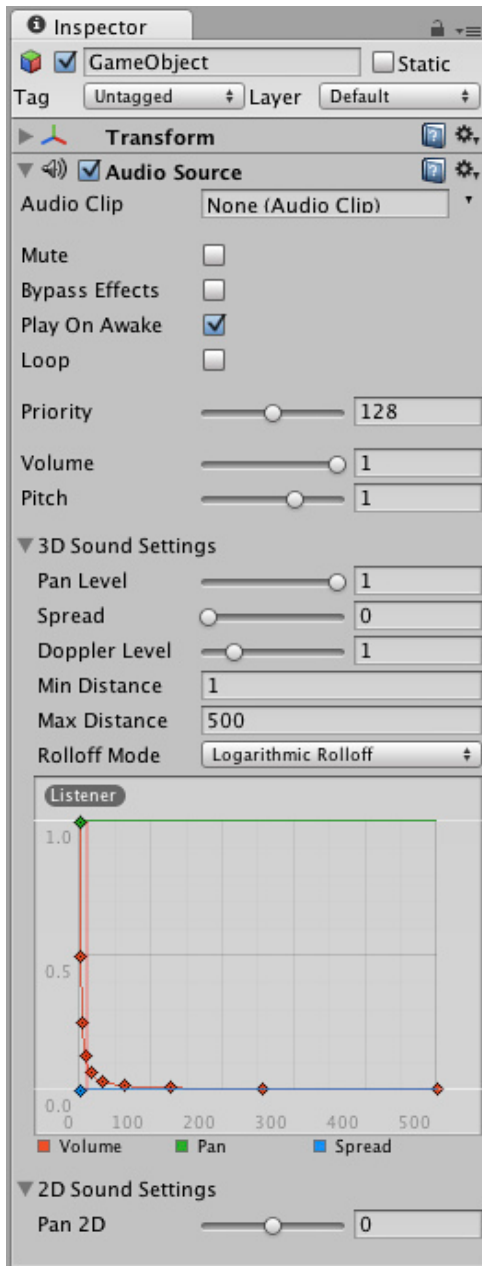 Inspector
GameObject Static
Tag Untagged Layer Default
Transform
Audio Source
Audio Clip None (Audio Clip)
Mute
Bypass Effects
Play On Awake
Loop
Priority 128
Volume 1
Pitch 1
3D Sound Settings
Pan Level 1
Spread 0
Doppler Level 1
Min Distance 1
Max Distance 500
Rolloff Mode Logarithmic Rolloff
Listener
1.0
0.5
0.0
0 100 200 300 400 500
Volume Pan Spread
2D Sound Settings
Pan 2D 0